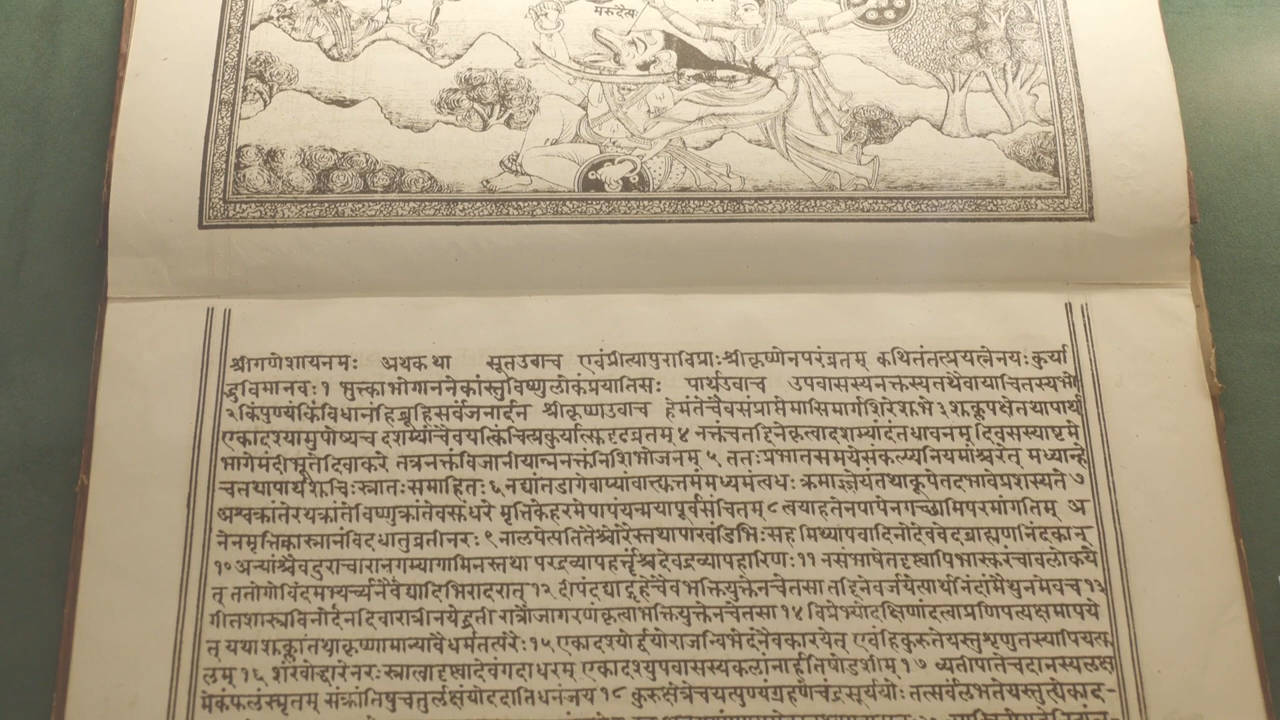 मरुदैत्य
श्रीगणेशायनमः अथकथा सूतउवाच एवंप्रीत्यापुराविप्राःश्रीकृष्णेनपरंव्रतम् कथितंतत्प्रयत्नेनयःकुर्या
द्भुविमानवः १ भुत्काभोगाननेकांस्तुविष्णुलोकंप्रयातिसः पार्थउवाच उपवासस्यनक्तस्यतथैवायाचितस्यभो
२ किंपुण्यंकिंविधानंहिब्रूहिसर्वजनार्दन श्रीकृष्णउवाच हेमंतेचैवसंप्राप्तेमासिमार्गशिरेशुभे ३ शुक्लपक्षेतथापार्थ
एकादश्यामुपोष्यच दशम्यांचैवयत्किंचित्प्रकुर्यात्सुदृढव्रतम् ४ नक्तंचतद्दिनेकृत्वादशम्यांदंतधावनम् दिवसस्याष्टमे
भागेमंदीभूतेदिवाकरे तत्रनक्तंविजानीयान्ननक्तंनिशिभोजनम् ५ ततःप्रभातसमयेसंकल्प्यनियमांश्चरेत् मध्यान्हे
चतथापार्थशुचिःस्नातःसमाहितः ६ नद्यांतडागेवाप्यांवात्द्युत्तमंमध्यमंत्वधः क्रमाज्ज्ञेयंतथाकूपेतदभावेप्रशस्यते ७
अश्वक्रांतेरथक्रांतेविष्णुक्रांतेवसुंधरे मृत्तिकेहरमेपापंयन्मयापूर्वसंचितम् ८ त्वयाहतेनपापेनगच्छामिपरमांगतिम् अ
नेनमृत्तिकास्नानंविदधातुव्रतीनरः ९ नालपेत्पतितैश्चोरैस्तथापाखंडिभिःसह मिथ्यापवादिनोदेववेदब्राह्मणनिंदकान्
१० अन्यांश्चैवदुराचारानगम्यागामिनस्तथा परद्रव्यापहर्त्तॄंश्चदेवद्रव्यापहारिणः ११ नसंभाषेतदृष्ट्वापिभास्करंचावलोकये
त् ततोगोविंदमभ्यर्च्यनैवेद्यादिभिरादरात् १२ दीपंदद्याद्गृहेचैवभक्तियुक्तेनचेतसा तद्दिनेवर्जयेत्पार्थनिंदांमैथुनमेवच १३
गीतशास्त्रविनोदेनदिवारात्रींनयेद्व्रती रात्रौजागरणंकृत्वाभक्तियुक्तेनचेतसा १४ विप्रेभ्योदक्षिणांदत्वाप्रणिपत्यक्षमापये
त् यथाशुक्लांतथाकृष्णामान्यावैधर्मतत्परैः १५ एकादश्योर्द्वयोराजन्विभेदंनैवकारयेत् एवंहिकुरुतेयस्तुशृणुतस्यापियत्फ
लम् १६ शंखोद्धारेनरःस्नात्वादृष्ट्वादेवंगदाधरम् एकादश्युपवासस्यकलांनार्हतिषोडशीम् १७ व्यतीपातेचदानस्यलक्ष
मेकंफलंस्मृतम् संक्रांतिषुचतुर्लक्षंयोददातिधनंजय १८ कुरुक्षेत्रेचयत्पुण्यंग्रहणेचंद्रसूर्ययोः तत्सर्वंलभतेयस्तुत्येकाद-